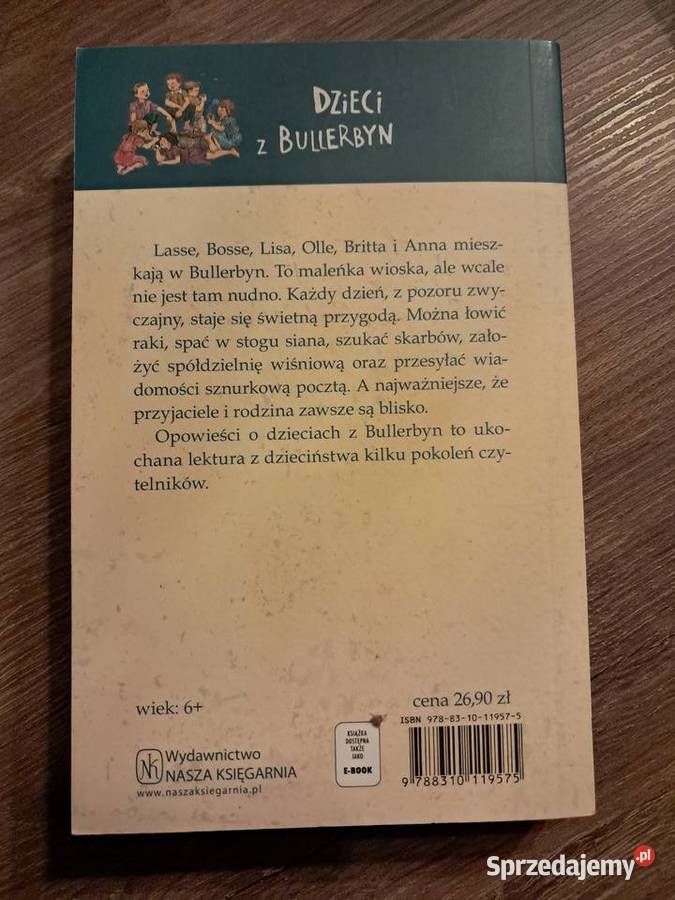 DZIECI
Z BULLERBYN
Lasse, Bosse, Lisa, Olle, Britta i Anna miesz-
kają w Bullerbyn. To maleńka wioska, ale wcale
nie jest tam nudno. Każdy dzień, z pozoru zwy-
czajny, staje się świetną przygodą. Można łowić
raki, spać w stogu siana, szukać skarbów, zało-
żyć spółdzielnię wiśniową oraz przesyłać wia-
domości sznurkową pocztą. A najważniejsze, że
przyjaciele i rodzina zawsze są blisko.
Opowieści o dzieciach z Bullerbyn to uko-
chana lektura z dzieciństwa kilku pokoleń czy-
telników.
wiek: 6+
cena 26,90 zł
ISBN 978-83-10-11957-5
KSIĄŻKA
DOSTĘPNA
TAKŻE
JAKO
E-BOOK
9 788310 119575
Nk
Wydawnictwo
NASZA KSIĘGARNIA
www.naszaksiegarnia.pl
Sprzedajemy.pl